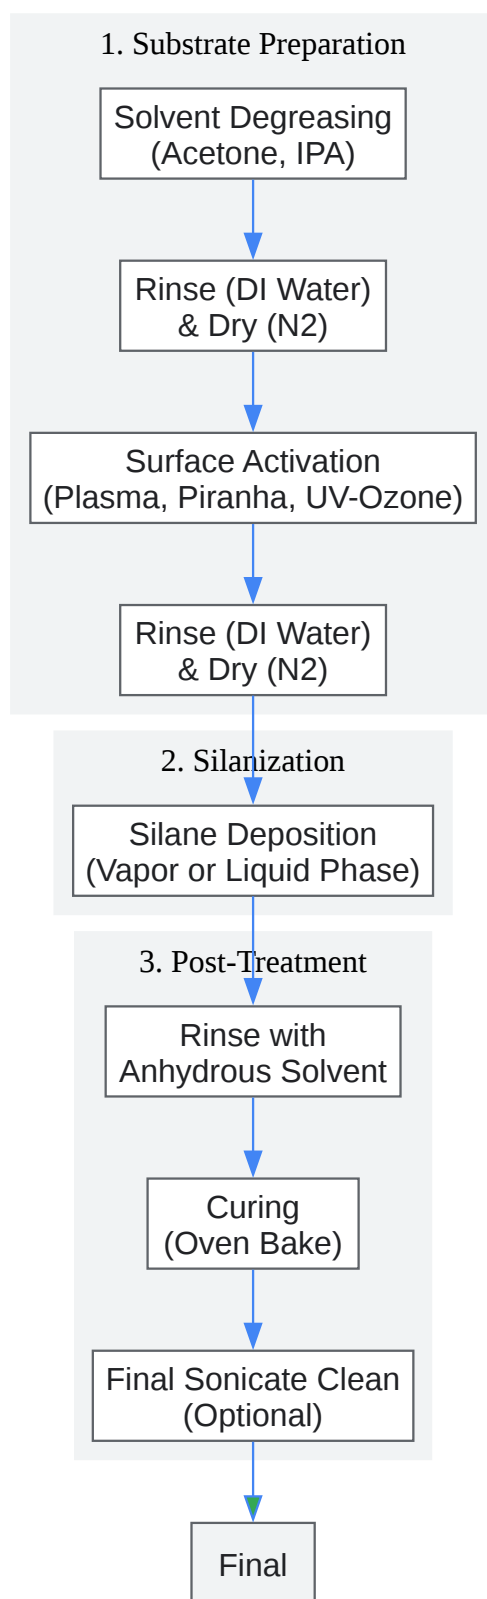 1. Substrate Preparation
Solvent Degreasing
(Acetone, IPA)
Rinse (DI Water)
& Dry (N2)
Surface Activation
(Plasma, Piranha, UV-Ozone)
Rinse (DI Water)
& Dry (N2)
2. Silanization
Silane Deposition
(Vapor or Liquid Phase)
3. Post-Treatment
Rinse with
Anhydrous Solvent
Curing
(Oven Bake)
Final Sonicate Clean
(Optional)
Final